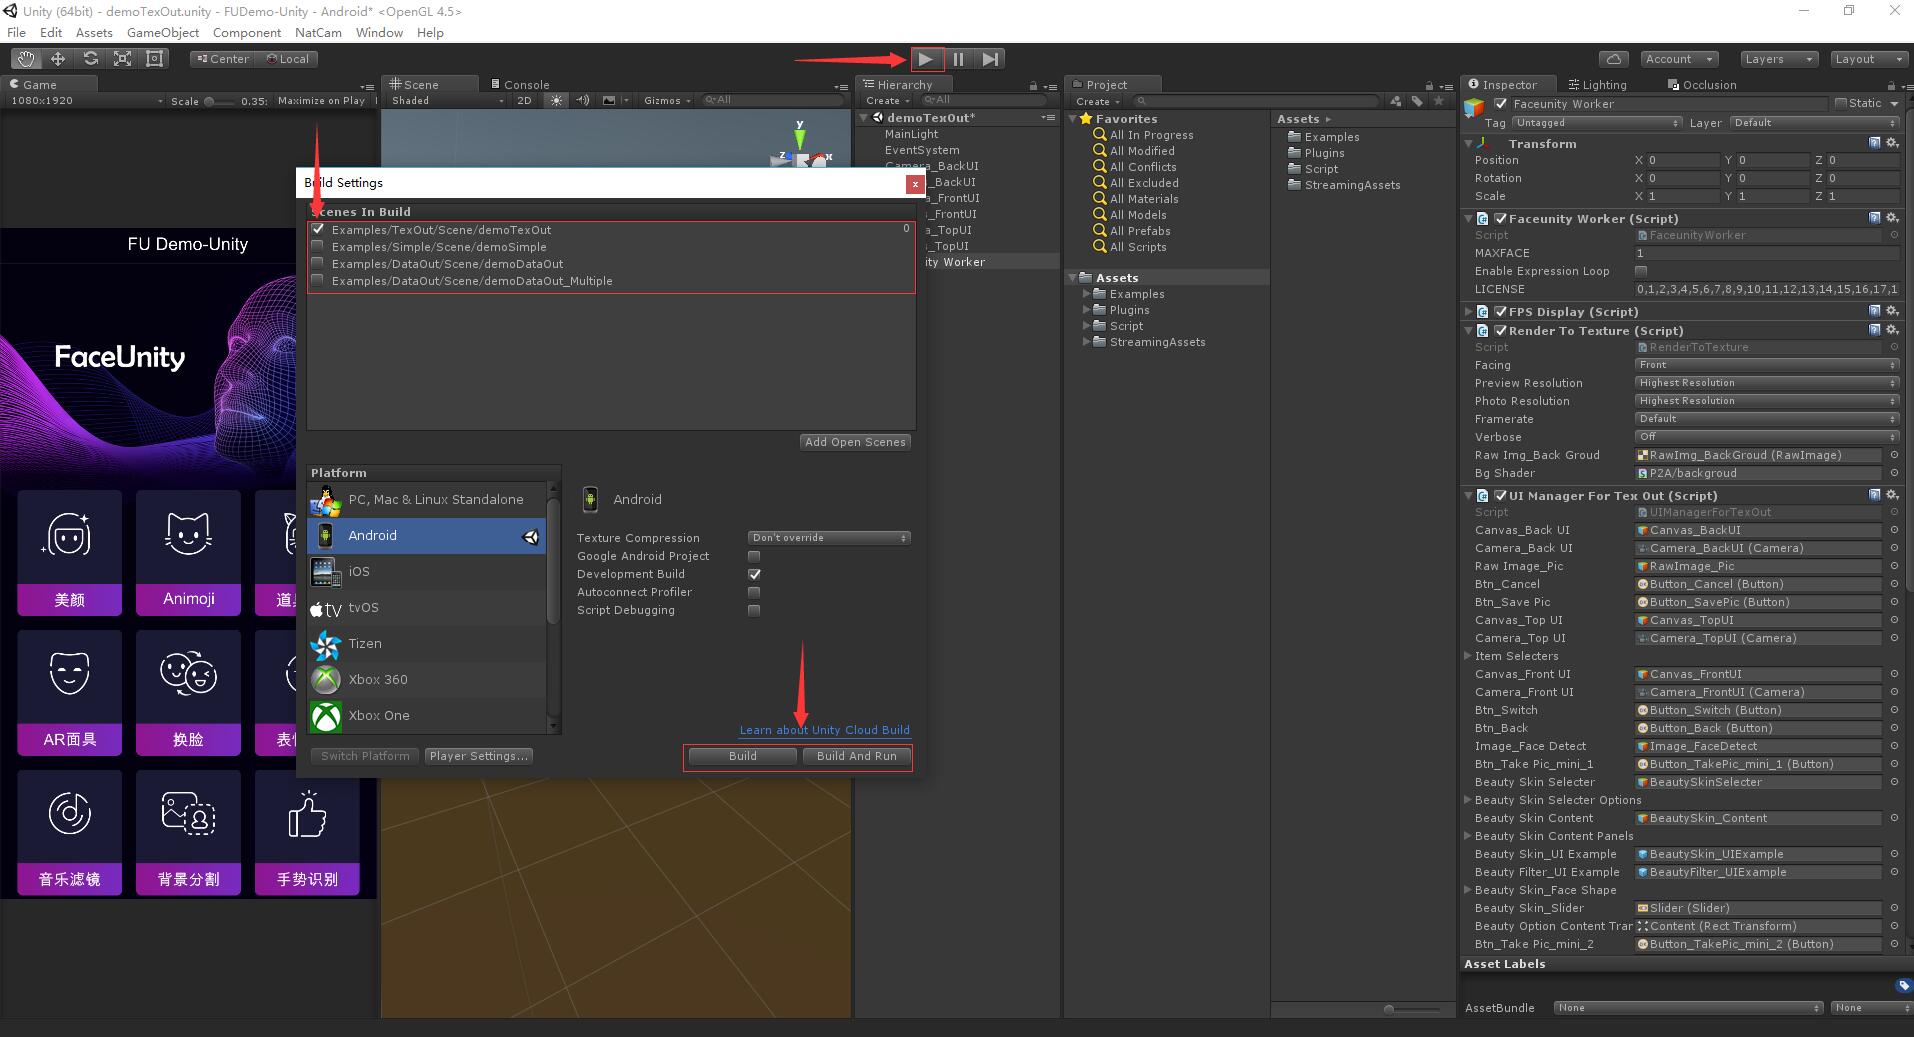 Unity (64bit) - demoTexOut.unity - FUDemo-Unity - Android* <OpenGL 4.5>
File Edit Assets GameObject Component NatCam Window Help
Center Local
Account Layers Layout
Game
1080x1920 Scale 0.35: Maximize on Play
FU Demo-Unity
FaceUnity
美颜 Animoji
AR面具 换脸
音乐滤镜 背景分割 手势识别
Scene Console
Shaded 2D Gizmos All
y
z x
Build Settings
x
Scenes In Build
Examples/TexOut/Scene/demoTexOut 0
Examples/Simple/Scene/demoSimple
Examples/DataOut/Scene/demoDataOut
Examples/DataOut/Scene/demoDataOut_Multiple
Add Open Scenes
Platform
PC, Mac & Linux Standalone
Android
iOS
tv tvOS
Tizen
Xbox 360
Xbox One
Switch Platform Player Settings...
Android
Texture Compression Don't override
Google Android Project
Development Build
Autoconnect Profiler
Script Debugging
Learn about Unity Cloud Build
Build Build And Run
Hierarchy
Create All
demoTexOut*
MainLight
EventSystem
Camera_BackUI
_BackUI
a_FrontUI
_FrontUI
a_TopUI
s_TopUI
ity Worker
Project
Create
Favorites
All In Progress
All Modified
All Conflicts
All Excluded
All Materials
All Models
All Prefabs
All Scripts
Assets
Examples
Plugins
Script
StreamingAssets
Assets
Examples
Plugins
Script
StreamingAssets
Inspector Lighting Occlusion
Faceunity Worker Static
Tag Untagged Layer Default
Transform
Position X 0 Y 0 Z 0
Rotation X 0 Y 0 Z 0
Scale X 1 Y 1 Z 1
Faceunity Worker (Script)
Script FaceunityWorker
MAXFACE 1
Enable Expression Loop
LICENSE 0,1,2,3,4,5,6,7,8,9,10,11,12,13,14,15,16,17,1
FPS Display (Script)
Render To Texture (Script)
Script RenderToTexture
Facing Front
Preview Resolution Highest Resolution
Photo Resolution Highest Resolution
Framerate Default
Verbose Off
Raw Img_Back Groud RawImg_BackGroud (RawImage)
Bg Shader P2A/backgroud
UI Manager For Tex Out (Script)
Script UIManagerForTexOut
Canvas_Back UI Canvas_BackUI
Camera_Back UI Camera_BackUI (Camera)
Raw Image_Pic RawImage_Pic
Btn_Cancel Button_Cancel (Button)
Btn_Save Pic Button_SavePic (Button)
Canvas_Top UI Canvas_TopUI
Camera_Top UI Camera_TopUI (Camera)
Item Selecters
Canvas_Front UI Canvas_FrontUI
Camera_Front UI Camera_FrontUI (Camera)
Btn_Switch Button_Switch (Button)
Btn_Back Button_Back (Button)
Image_Face Detect Image_FaceDetect
Btn_Take Pic_mini_1 Button_TakePic_mini_1 (Button)
Beauty Skin Selecter BeautySkinSelecter
Beauty Skin Selecter Options
Beauty Skin Content BeautySkin_Content
Beauty Skin Content Panels
Beauty Skin_UI Example BeautySkin_UIExample
Beauty Filter_UI Example BeautyFilter_UIExample
Beauty Skin_Face Shape
Beauty Skin_Slider Slider (Slider)
Beauty Option Content Tran Content (Rect Transform)
Btn_Take Pic_mini_2 Button_TakePic_mini_2 (Button)
Asset Labels
AssetBundle None None